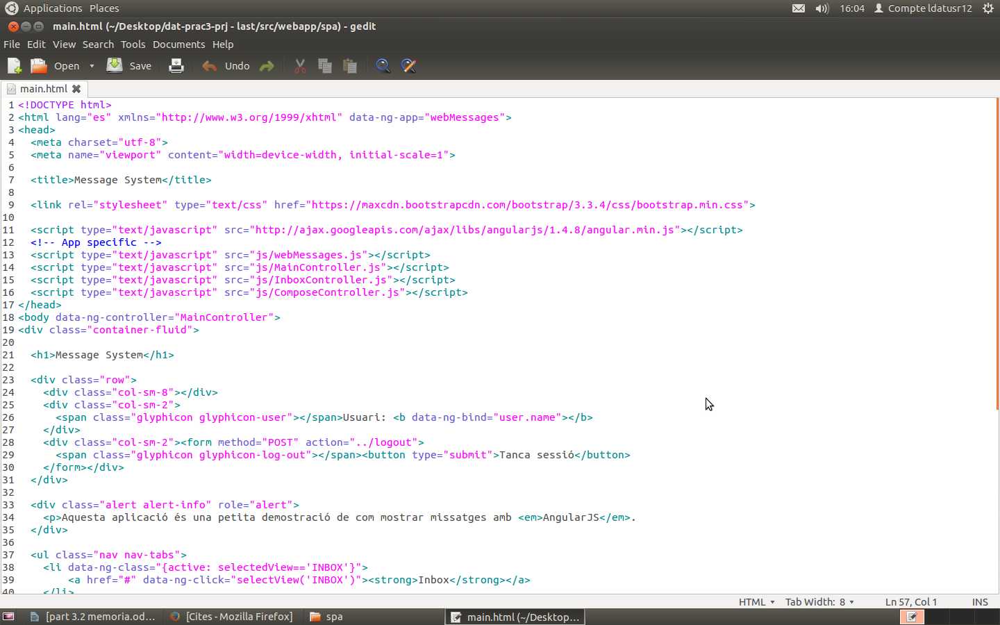 Applications Places 16:04 Compte ldatusr12
main.html (~/Desktop/dat-prac3-prj - last/src/webapp/spa) - gedit
File Edit View Search Tools Documents Help
Open Save Undo
main.html
1 <!DOCTYPE html>
2 <html lang="es" xmlns="http://www.w3.org/1999/xhtml" data-ng-app="webMessages">
3 <head>
4   <meta charset="utf-8">
5   <meta name="viewport" content="width=device-width, initial-scale=1">
6
7   <title>Message System</title>
8
9   <link rel="stylesheet" type="text/css" href="https://maxcdn.bootstrapcdn.com/bootstrap/3.3.4/css/bootstrap.min.css">
10
11   <script type="text/javascript" src="http://ajax.googleapis.com/ajax/libs/angularjs/1.4.8/angular.min.js"></script>
12   <!-- App specific -->
13   <script type="text/javascript" src="js/webMessages.js"></script>
14   <script type="text/javascript" src="js/MainController.js"></script>
15   <script type="text/javascript" src="js/InboxController.js"></script>
16   <script type="text/javascript" src="js/ComposeController.js"></script>
17 </head>
18 <body data-ng-controller="MainController">
19 <div class="container-fluid">
20
21   <h1>Message System</h1>
22
23   <div class="row">
24     <div class="col-sm-8"></div>
25     <div class="col-sm-2">
26       <span class="glyphicon glyphicon-user"></span>Usuari: <b data-ng-bind="user.name"></b>
27     </div>
28     <div class="col-sm-2"><form method="POST" action="../logout">
29       <span class="glyphicon glyphicon-log-out"></span><button type="submit">Tanca sessió</button>
30     </form></div>
31   </div>
32
33   <div class="alert alert-info" role="alert">
34     <p>Aquesta aplicació és una petita demostració de com mostrar missatges amb <em>AngularJS</em>.
35   </div>
36
37   <ul class="nav nav-tabs">
38     <li data-ng-class="{active: selectedView=='INBOX'}">
39         <a href="#" data-ng-click="selectView('INBOX')"><strong>Inbox</strong></a>
40     </li>
HTML Tab Width: 8 Ln 57, Col 1 INS
[part 3.2 memoria.od... [Cites - Mozilla Firefox] spa main.html (~/Desktop...